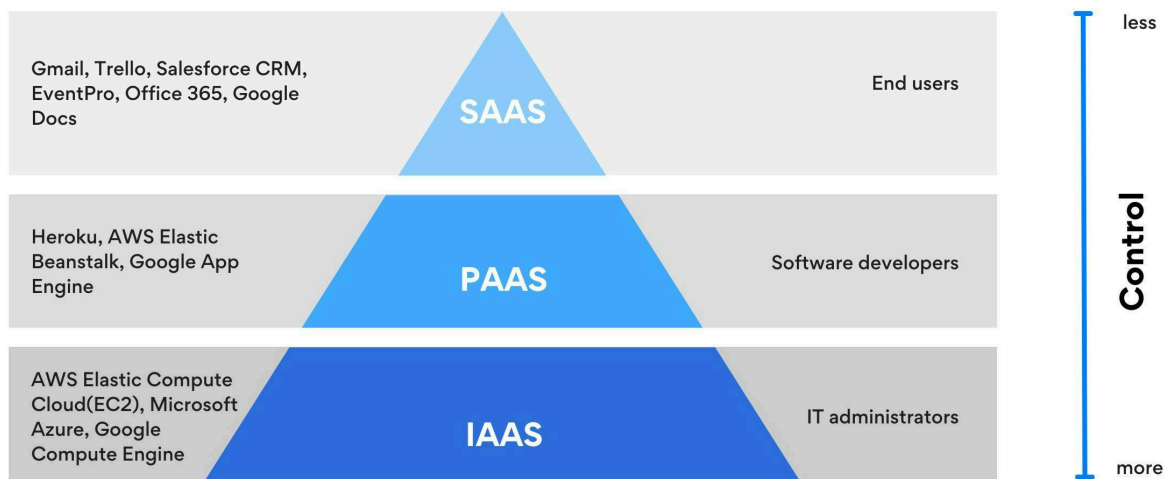 Gmail, Trello, Salesforce CRM,
EventPro, Office 365, Google
Docs
SAAS
End users
Heroku, AWS Elastic
Beanstalk, Google App
Engine
PAAS
Software developers
AWS Elastic Compute
Cloud(EC2), Microsoft
Azure, Google
Compute Engine
IAAS
IT administrators
less
Control
more